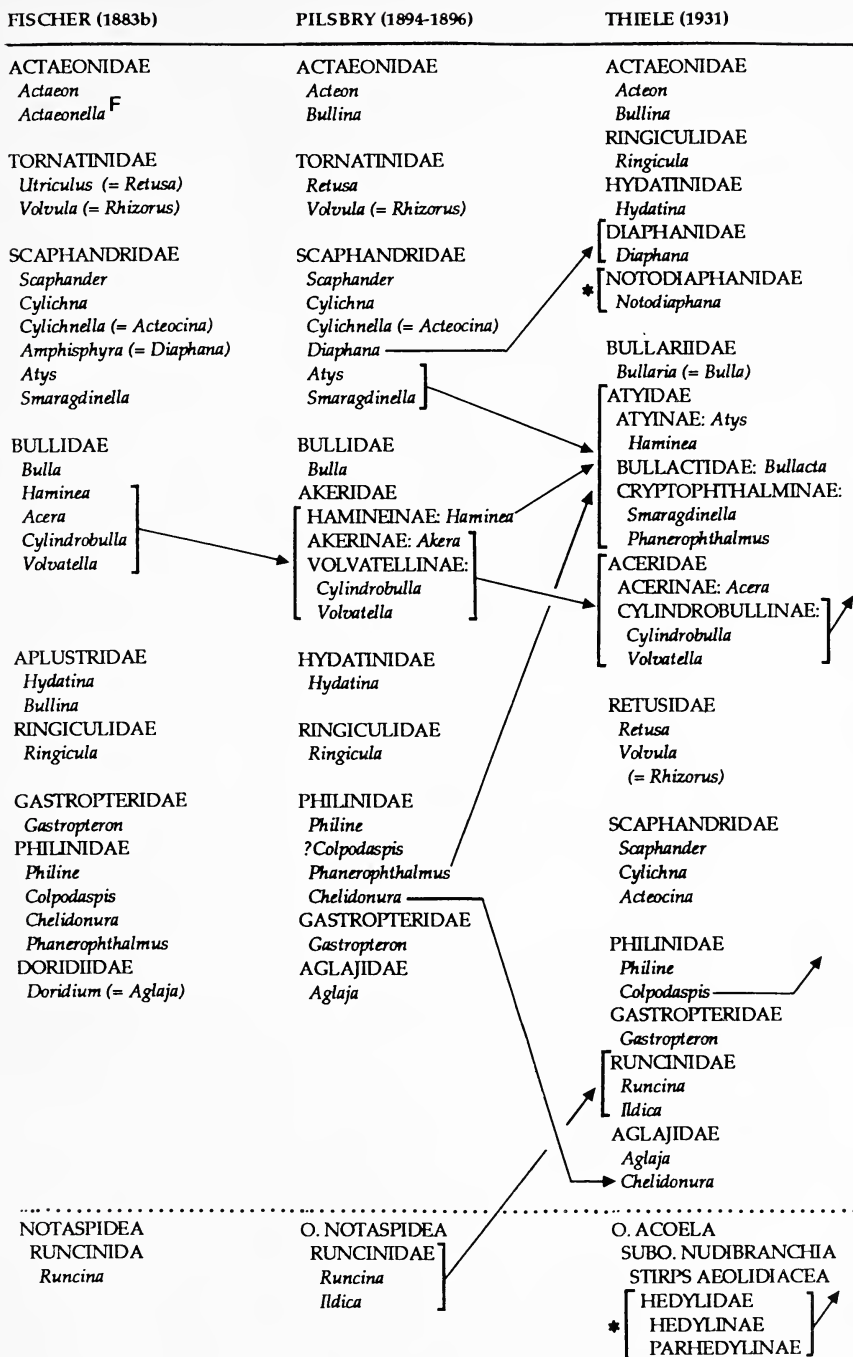 FISCHER (1883b)
ACTAEONIDAE
Actaeon
Actaeonella F
TORNATINIDAE
Utriculus (= Retusa)
Volvula (= Rhizorus)
SCAPHANDRIDAE
Scaphander
Cylichna
Cylichnella (= Acteocina)
Amphisphyra (= Diaphana)
Atys
Smaragdinella
BULLIDAE
Bulla
Haminea
Acera
Cylindrobulla
Volvatella
APLUSTRIDAE
Hydatina
Bullina
RINGICULIDAE
Ringicula
GASTROPTERIDAE
Gastropteron
PHILINIDAE
Philine
Colpodaspis
Chelidonura
Phanerophthalmus
DORIDIIDAE
Doridium (= Aglaja)
NOTASPIDEA
RUNCINIDA
Runcina
PILSBRY (1894-1896)
ACTAEONIDAE
Acteon
Bullina
TORNATINIDAE
Retusa
Volvula (= Rhizorus)
SCAPHANDRIDAE
Scaphander
Cylichna
Cylichnella (= Acteocina)
Diaphana
Atys
Smaragdinella
BULLIDAE
Bulla
AKERIDAE
HAMINEINAE: Haminea
AKERINAE: Akera
VOLVATELLINAE:
Cylindrobulla
Volvatella
HYDATINIDAE
Hydatina
RINGICULIDAE
Ringicula
PHILINIDAE
Philine
?Colpodaspis
Phanerophthalmus
Chelidonura
GASTROPTERIDAE
Gastropteron
AGLAJIDAE
Aglaja
O. NOTASPIDEA
RUNCINIDAE
Runcina
Ildica
THIELE (1931)
ACTAEONIDAE
Acteon
Bullina
RINGICULIDAE
Ringicula
HYDATINIDAE
Hydatina
DIAPHANIDAE
Diaphana
* NOTODIAPHANIDAE
Notodiaphana
BULLARIIDAE
Bullaria (= Bulla)
ATYIDAE
ATYINAE: Atys
Haminea
BULLACTIDAE: Bullacta
CRYPTOPHTHALMINAE:
Smaragdinella
Phanerophthalmus
ACERIDAE
ACERINAE: Acera
CYLINDROBULLINAE:
Cylindrobulla
Volvatella
RETUSIDAE
Retusa
Volvula
(= Rhizorus)
SCAPHANDRIDAE
Scaphander
Cylichna
Acteocina
PHILINIDAE
Philine
Colpodaspis
GASTROPTERIDAE
Gastropteron
RUNCINIDAE
Runcina
Ildica
AGLAJIDAE
Aglaja
Chelidonura
O. ACOELA
SUBO. NUDIBRANCHIA
STIRPS AEOLIDIACEA
HEDYLIDAE
* HEDYLINAE
PARHEDYLINAE